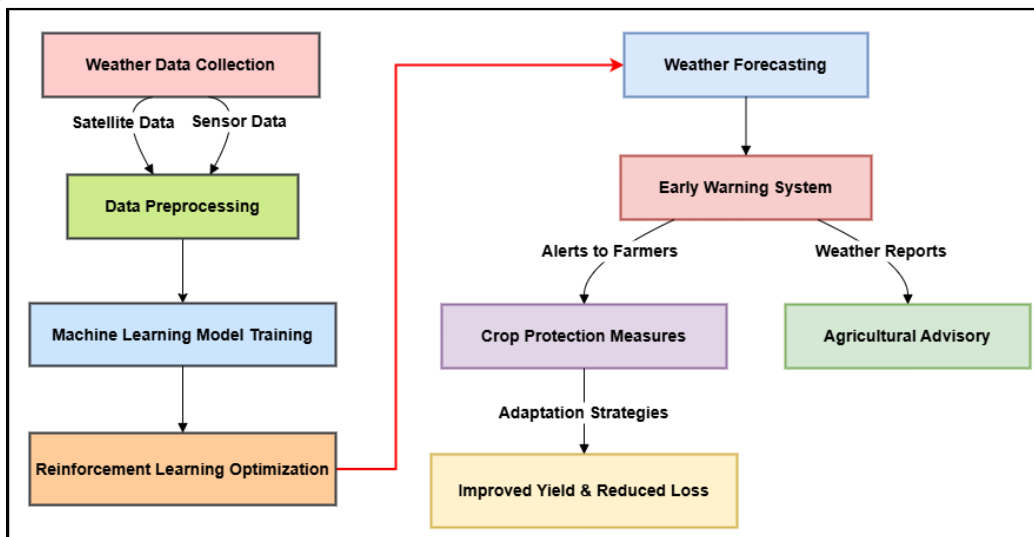 Weather Data Collection
Satellite Data
Sensor Data
Data Preprocessing
Machine Learning Model Training
Reinforcement Learning Optimization
Weather Forecasting
Early Warning System
Alerts to Farmers
Weather Reports
Crop Protection Measures
Agricultural Advisory
Adaptation Strategies
Improved Yield & Reduced Loss